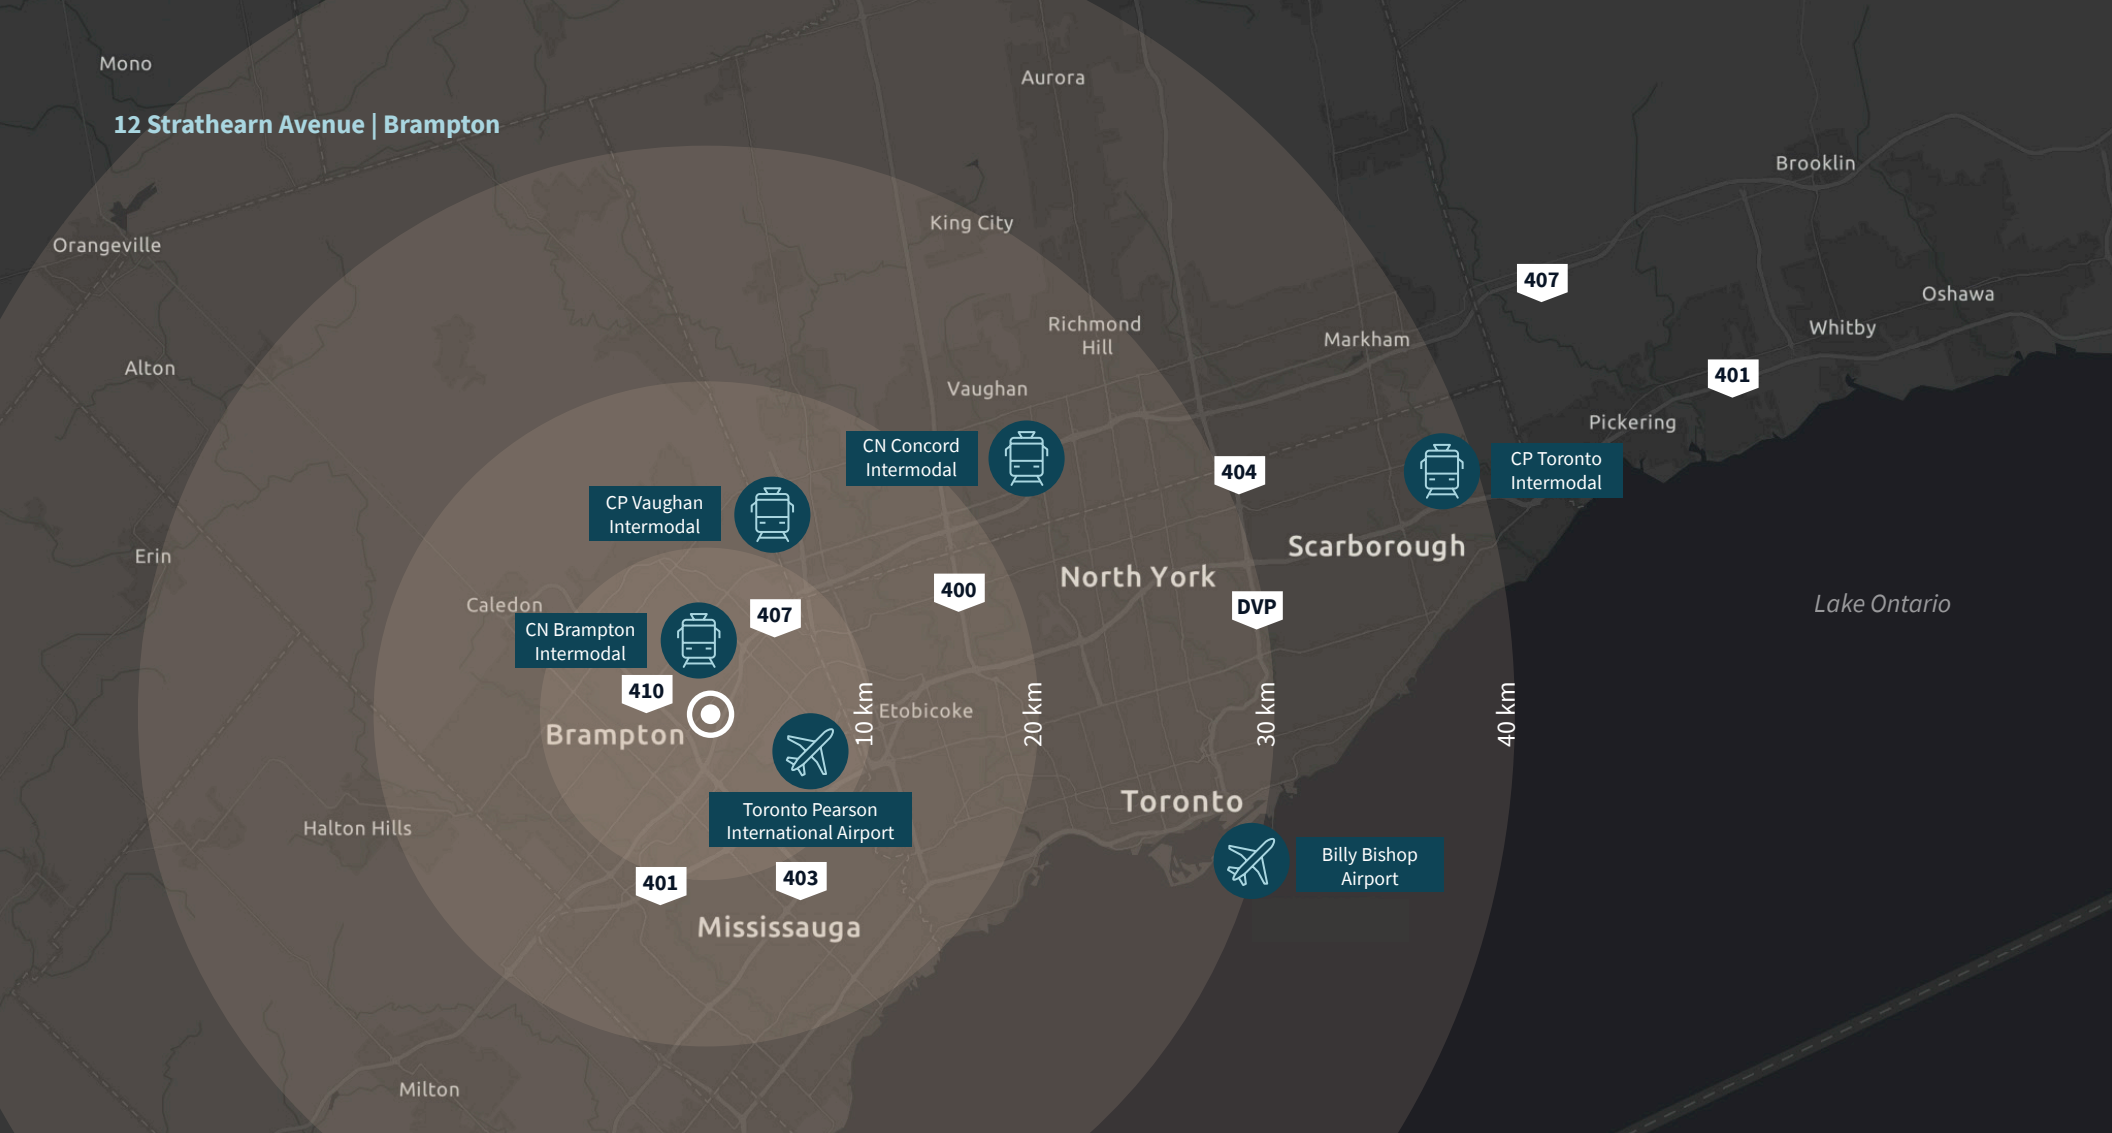 Mono
Aurora
12 Strathearn Avenue | Brampton
Brooklin
King City
Orangeville
407
Oshawa
Richmond
Hill
Whitby
Markham
Alton
401
Vaughan
Pickering
CN Concord
Intermodal
404
CP Toronto
Intermodal
CP Vaughan
Intermodal
Scarborough
Erin
North York
400
Caledon
407
DVP
Lake Ontario
CN Brampton
Intermodal
410
Brampton
10 km
Etobicoke
20 km
30 km
40 km
Toronto
Toronto Pearson
International Airport
Halton Hills
Billy Bishop
Airport
401
403
Mississauga
Milton